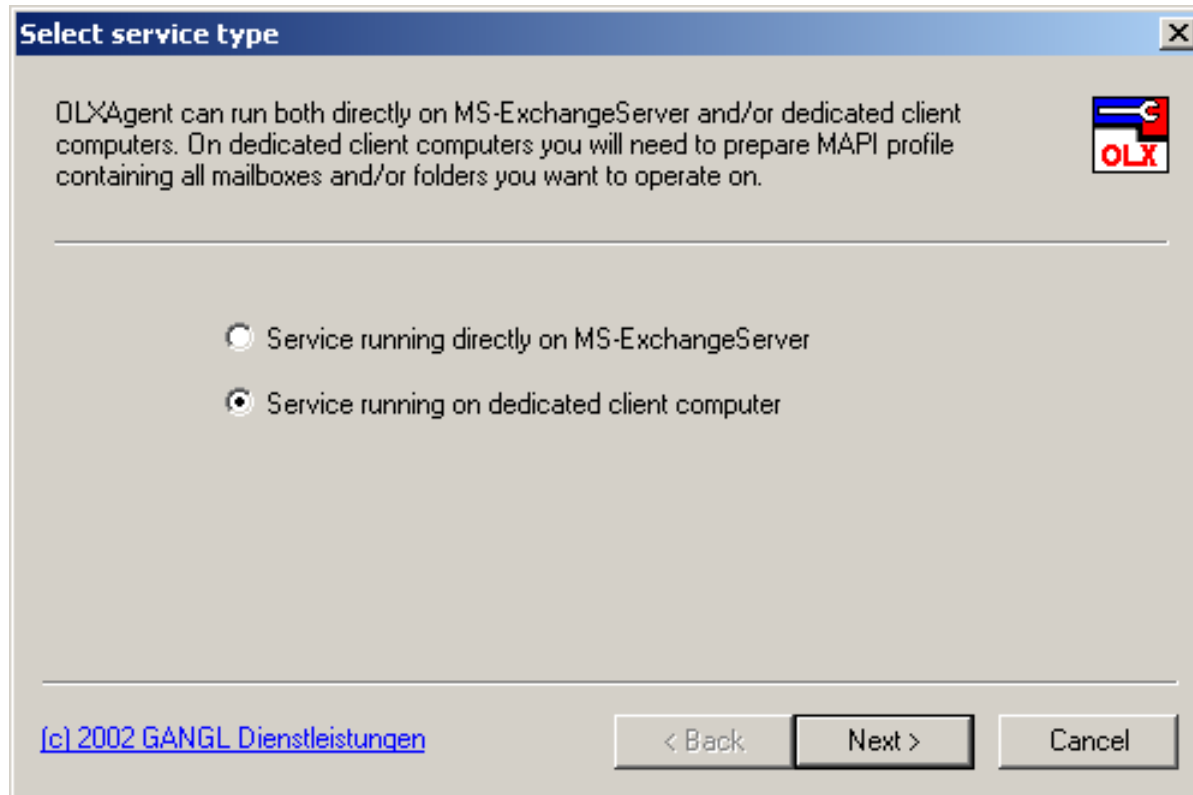 Select service type
OLXAgent can run both directly on MS-ExchangeServer and/or dedicated client
computers. On dedicated client computers you will need to prepare MAPI profile
containing all mailboxes and/or folders you want to operate on.
OLX
Service running directly on MS-ExchangeServer
Service running on dedicated client computer
(c) 2002 GANGL Dienstleistungen
< Back
Next >
Cancel